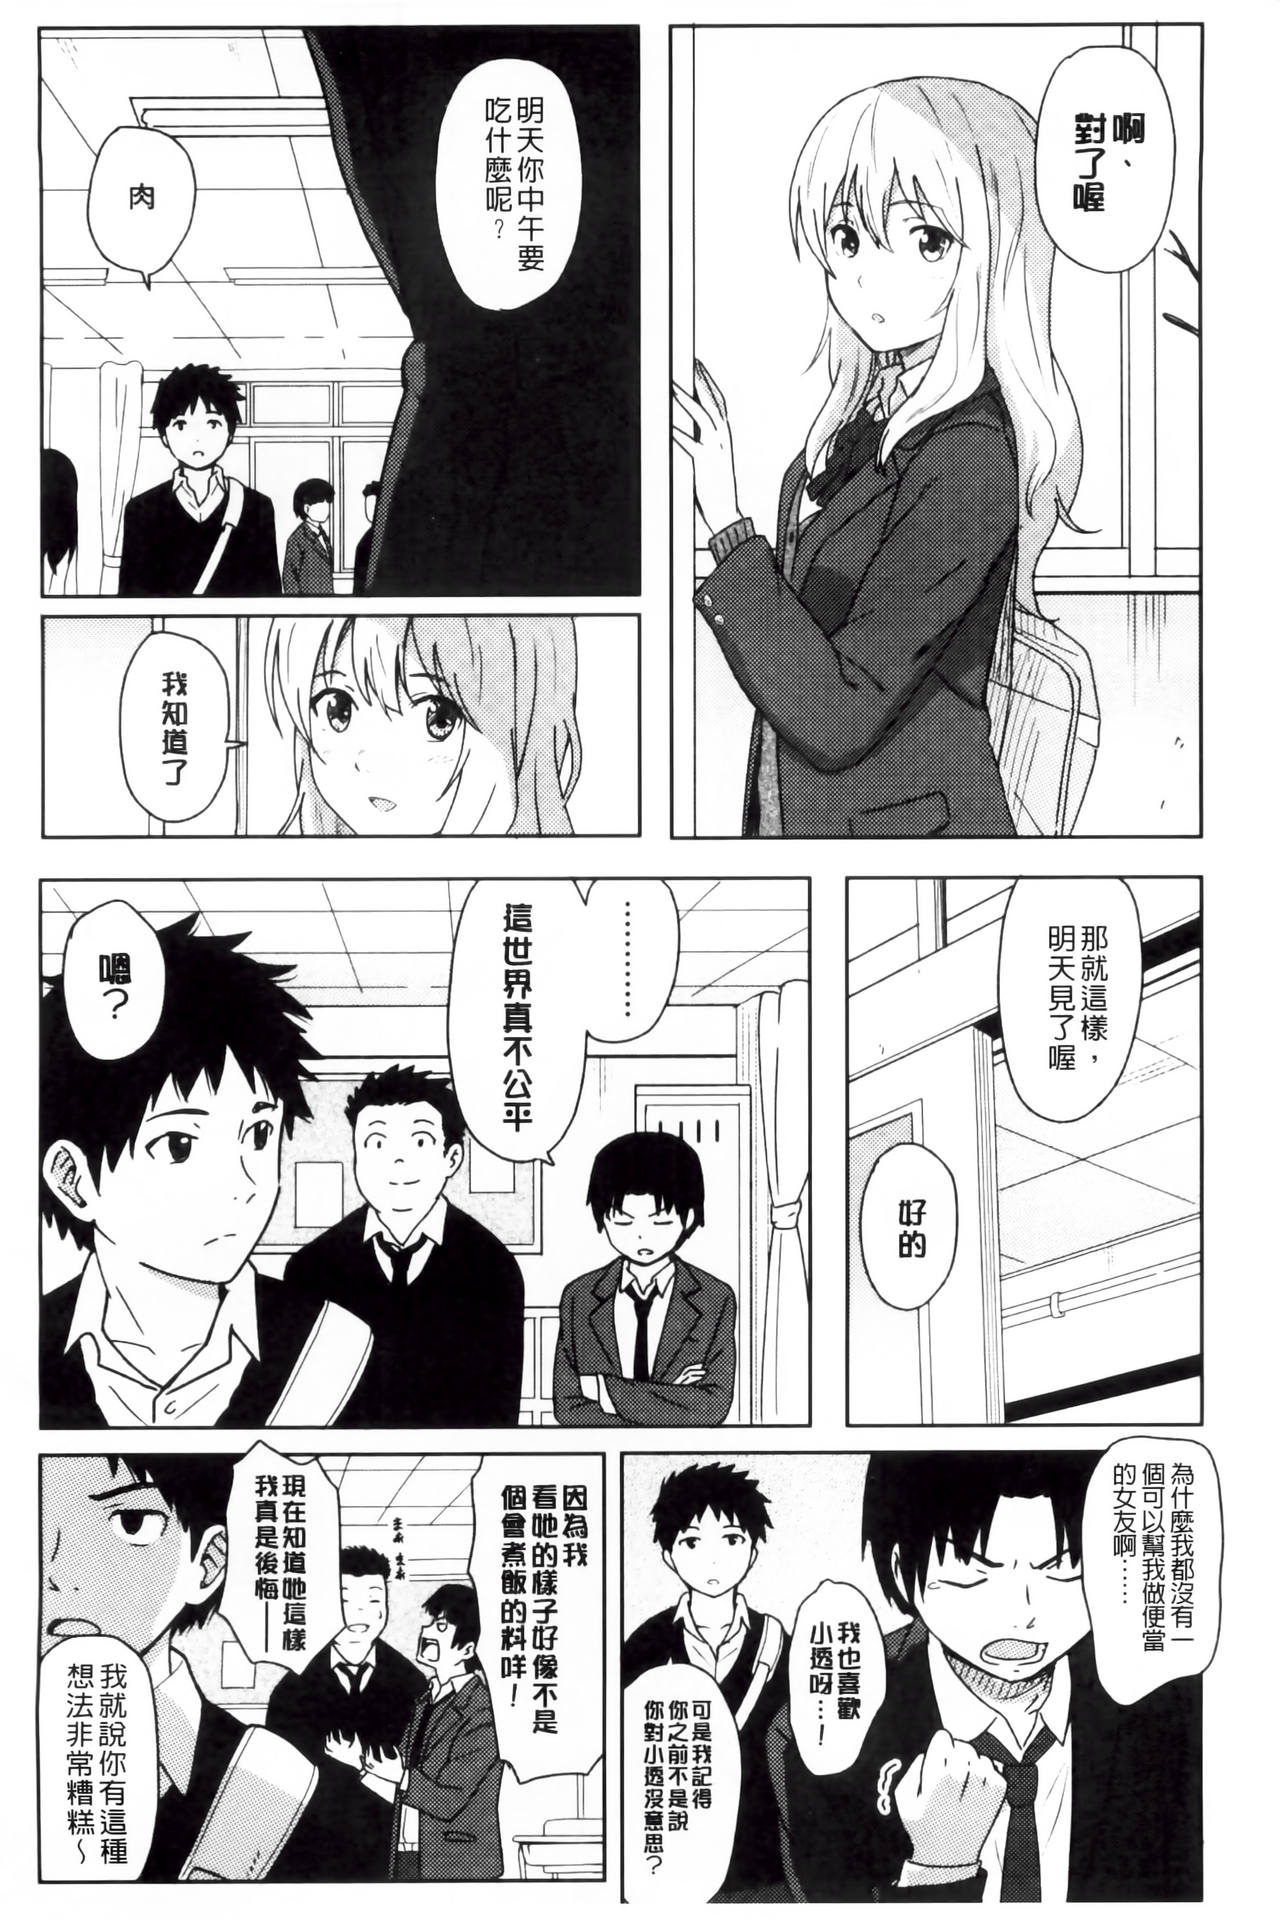 啊、
對了喔
明天你中午要
吃什麼呢？
肉
我知道了
那就這樣，
明天見了喔
好的
………
這世界真不公平
嗯？
為什麼我都沒有一
個可以幫我做便當
的女友啊……
我也喜歡
小透呀…！
可是我記得
你之前不是說
你對小透沒意思？
因為我
看她的樣子好像不是
個會煮飯的料咩！
現在知道她這樣
我真是後悔——
我就說你有這種
想法非常糟糕～